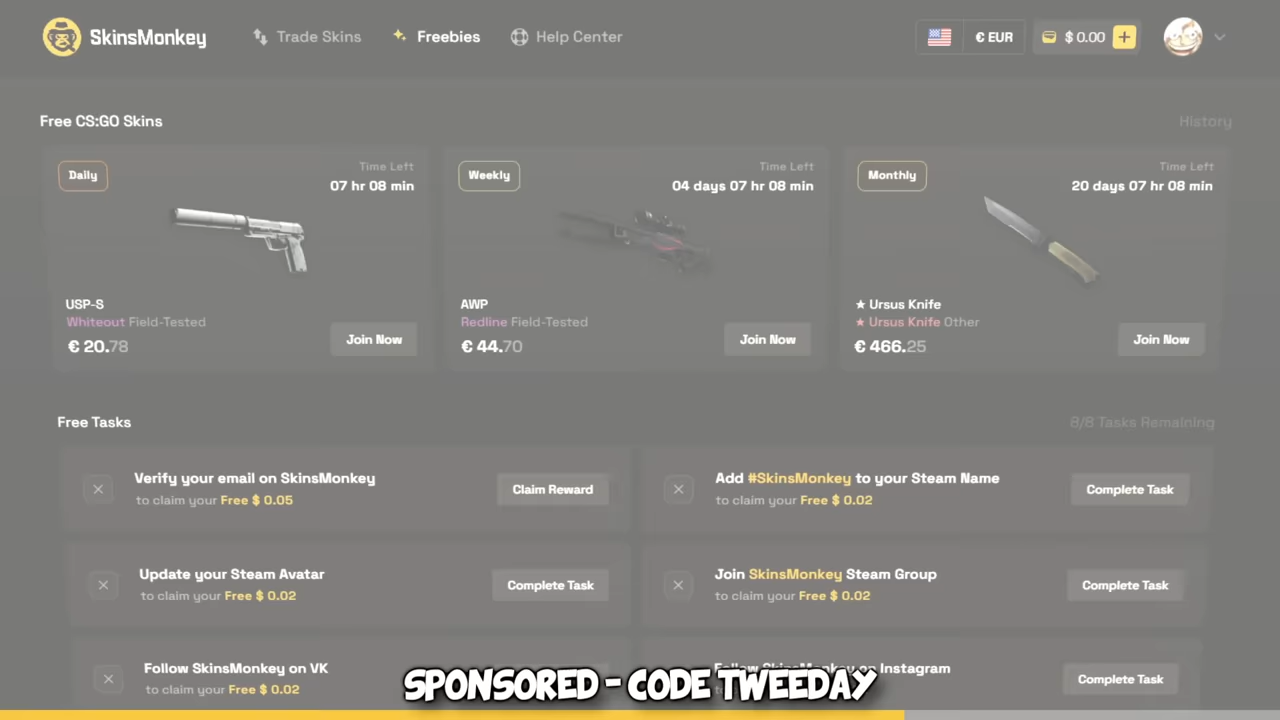 SkinsMonkey
Trade Skins
Freebies
Help Center
€ EUR
$ 0.00
+
Free CS:GO Skins
History
Daily
Time Left
07 hr 08 min
USP-S
Whiteout Field-Tested
€ 20.78
Join Now
Weekly
Time Left
04 days 07 hr 08 min
AWP
Redline Field-Tested
€ 44.70
Join Now
Monthly
Time Left
20 days 07 hr 08 min
★ Ursus Knife
★ Ursus Knife Other
€ 466.25
Join Now
Free Tasks
8/8 Tasks Remaining
Verify your email on SkinsMonkey
to claim your Free $ 0.05
Claim Reward
Add #SkinsMonkey to your Steam Name
to claim your Free $ 0.02
Complete Task
Update your Steam Avatar
to claim your Free $ 0.02
Complete Task
Join SkinsMonkey Steam Group
to claim your Free $ 0.02
Complete Task
Follow SkinsMonkey on VK
to claim your Free $ 0.02
Follow SkinsMonkey on Instagram
Complete Task
SPONSORED - CODE TWEEDAY